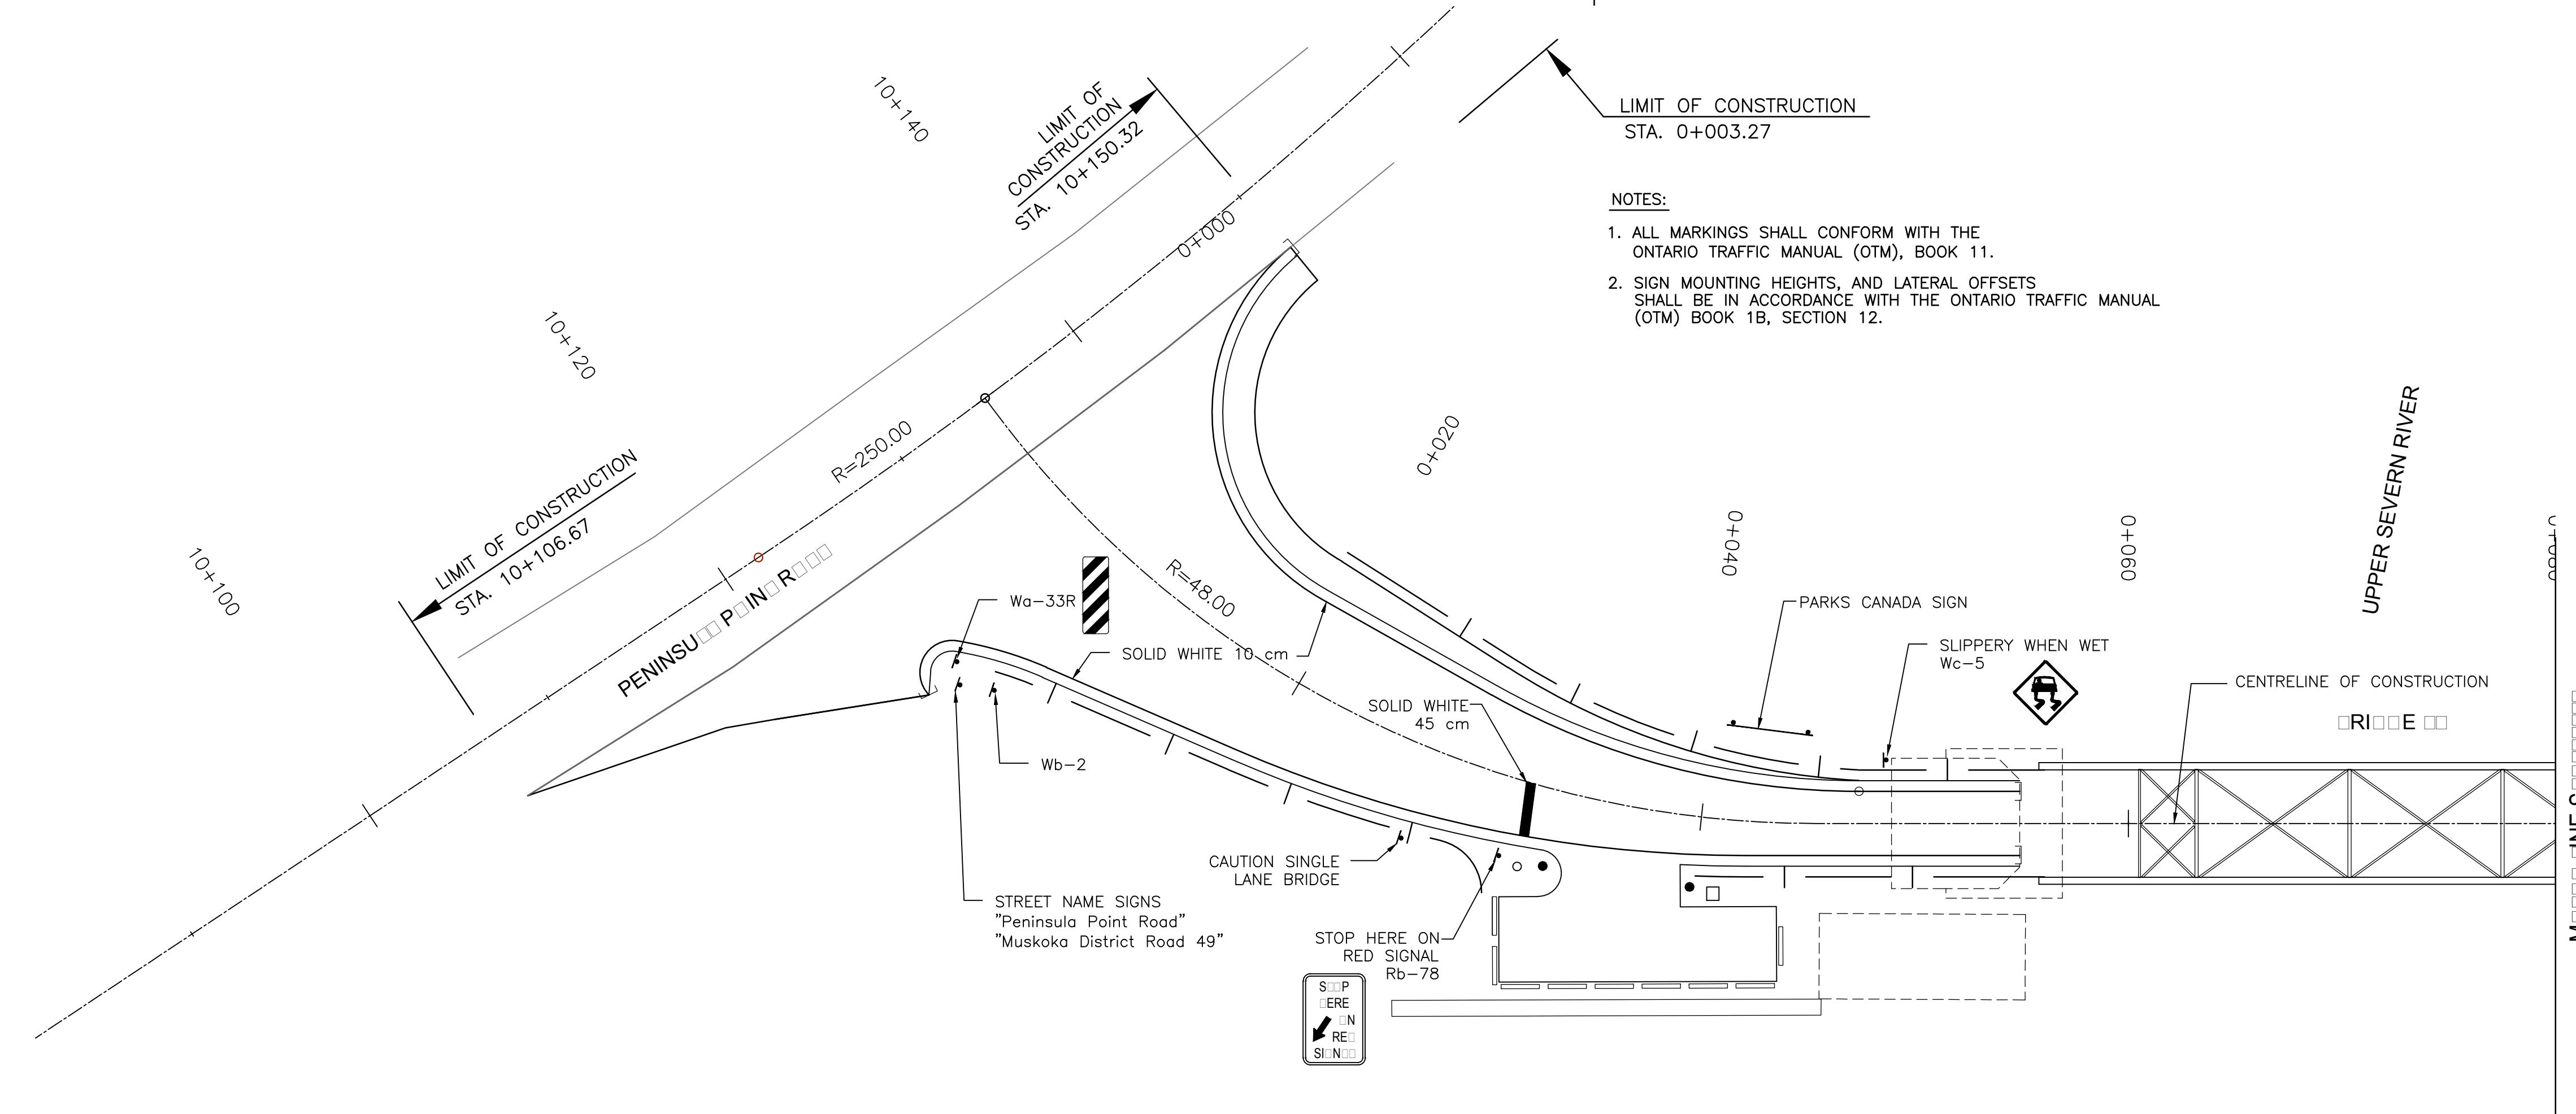 10+140
LIMIT OF
CONSTRUCTION
STA. 10+150.32
LIMIT OF CONSTRUCTION
STA. 0+003.27
NOTES:
1. ALL MARKINGS SHALL CONFORM WITH THE
ONTARIO TRAFFIC MANUAL (OTM), BOOK 11.
2. SIGN MOUNTING HEIGHTS, AND LATERAL OFFSETS
SHALL BE IN ACCORDANCE WITH THE ONTARIO TRAFFIC MANUAL
(OTM) BOOK 1B, SECTION 12.
0+000
10+120
R=250.00
LIMIT OF CONSTRUCTION
STA. 10+106.67
10+100
0+020
0+040
0+060
UPPER SEVERN RIVER
R=48.00
Wa-33R
SOLID WHITE 10 cm
PARKS CANADA SIGN
SLIPPERY WHEN WET
Wc-5
CENTRELINE OF CONSTRUCTION
SOLID WHITE
45 cm
Wb-2
CAUTION SINGLE
LANE BRIDGE
STREET NAME SIGNS
"Peninsula Point Road"
"Muskoka District Road 49"
STOP HERE ON
RED SIGNAL
Rb-78